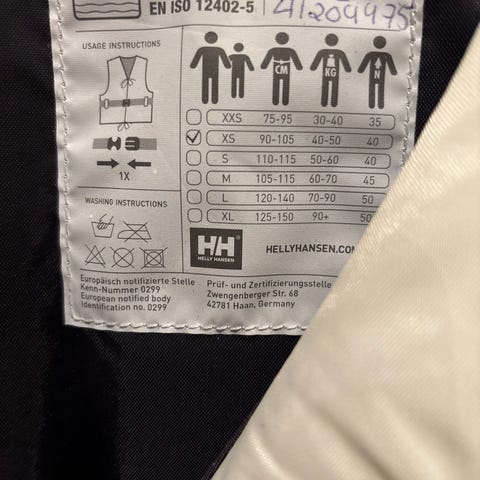 EN ISO 12402-5
41204975
USAGE INSTRUCTIONS
1X
WASHING INSTRUCTIONS
CM KG N
XXS 75-95 30-40 35
XS 90-105 40-50 40
S 110-115 50-60 40
M 105-115 60-70 45
L 120-140 70-90 50
XL 125-150 90+ 50
HH
HELLY HANSEN
HELLYHANSEN.COM
Europäisch notifizierte Stelle
Kenn-Nummer 0299
European notified body
Identification no. 0299
Prüf- und Zertifizierungsstelle
Zwengenberger Str. 68
42781 Haan, Germany